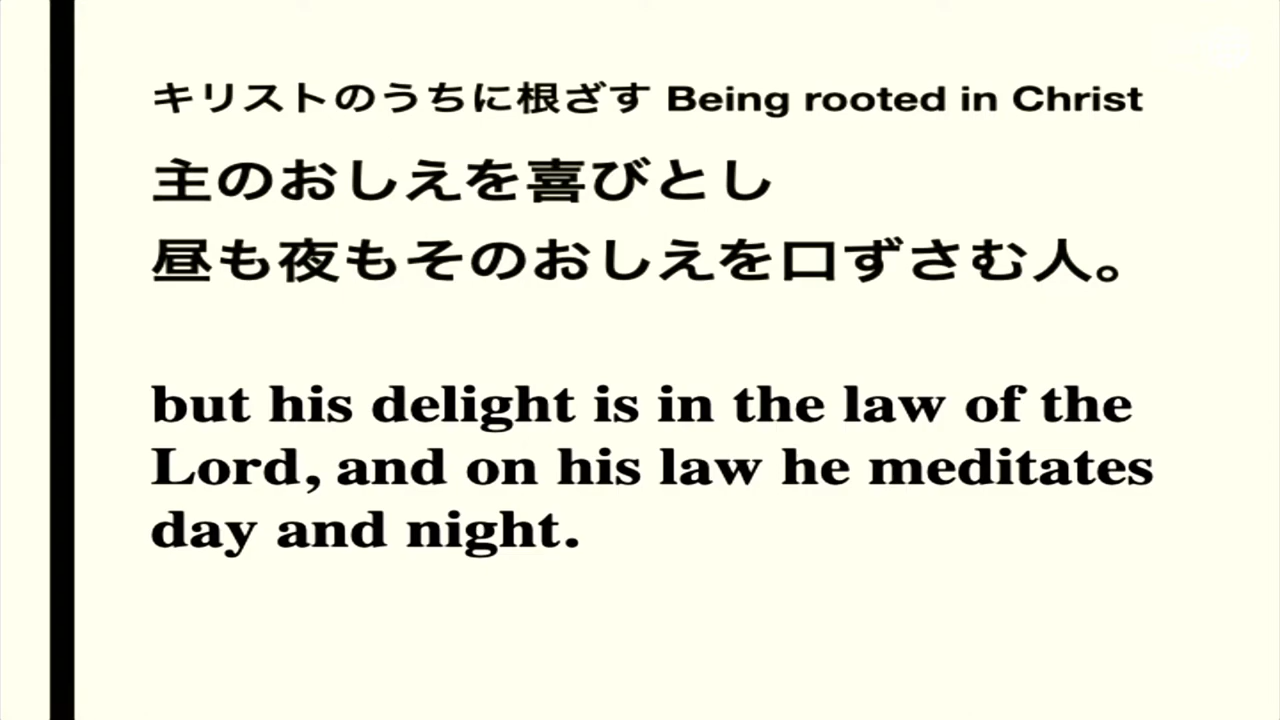 キリストのうちに根ざす Being rooted in Christ
主のおしえを喜びとし
昼も夜もそのおしえを口ずさむ人。
but his delight is in the law of the
Lord, and on his law he meditates
day and night.